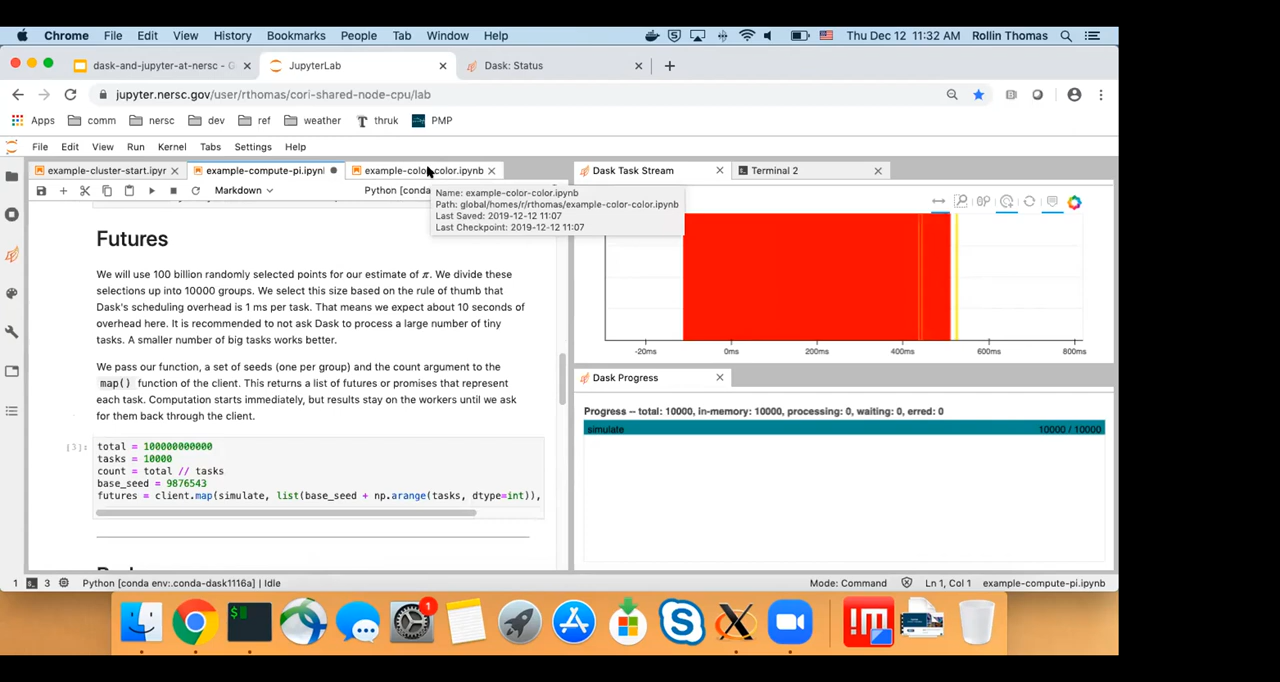 Chrome File Edit View History Bookmarks People Tab Window Help Thu Dec 12 11:32 AM Rollin Thomas
dask-and-jupyter-at-nersc - G JupyterLab Dask: Status
jupyter.nersc.gov/user/rthomas/cori-shared-node-cpu/lab
Apps comm nersc dev ref weather thruk PMP
File Edit View Run Kernel Tabs Settings Help
example-cluster-start.ipyr example-compute-pi.ipynl example-color-color.ipynb
Dask Task Stream Terminal 2
Markdown Python [conda
Name: example-color-color.ipynb
Path: global/homes/r/rthomas/example-color-color.ipynb
Last Saved: 2019-12-12 11:07
Last Checkpoint: 2019-12-12 11:07
Futures
We will use 100 billion randomly selected points for our estimate of π. We divide these
selections up into 10000 groups. We select this size based on the rule of thumb that
Dask's scheduling overhead is 1 ms per task. That means we expect about 10 seconds of
overhead here. It is recommended to not ask Dask to process a large number of tiny
tasks. A smaller number of big tasks works better.
We pass our function, a set of seeds (one per group) and the count argument to the
map() function of the client. This returns a list of futures or promises that represent
each task. Computation starts immediately, but results stay on the workers until we ask
for them back through the client.
[3]: total = 100000000000
tasks = 10000
count = total // tasks
base_seed = 9876543
futures = client.map(simulate, list(base_seed + np.arange(tasks, dtype=int)),
-20ms 0ms 200ms 400ms 600ms 800ms
Dask Progress
Progress -- total: 10000, in-memory: 10000, processing: 0, waiting: 0, erred: 0
simulate 10000 / 10000
1 3 Python [conda env:.conda-dask1116a] | Idle Mode: Command Ln 1, Col 1 example-compute-pi.ipynb
1